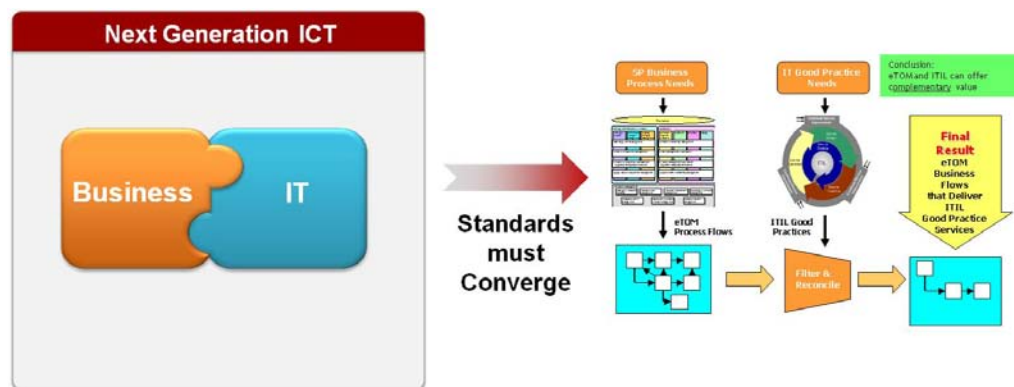 Next Generation ICT
Business
IT
Standards
must
Converge
SP Business
Process Needs
eTOM
Process Flows
IT Good Practice
Needs
ITIL
ITIL Good
Practices
Filter &
Reconcile
Conclusion:
eTOM and ITIL can offer
complementary value
Final
Result
eTOM
Business
Flows
that Deliver
ITIL
Good Practice
Services